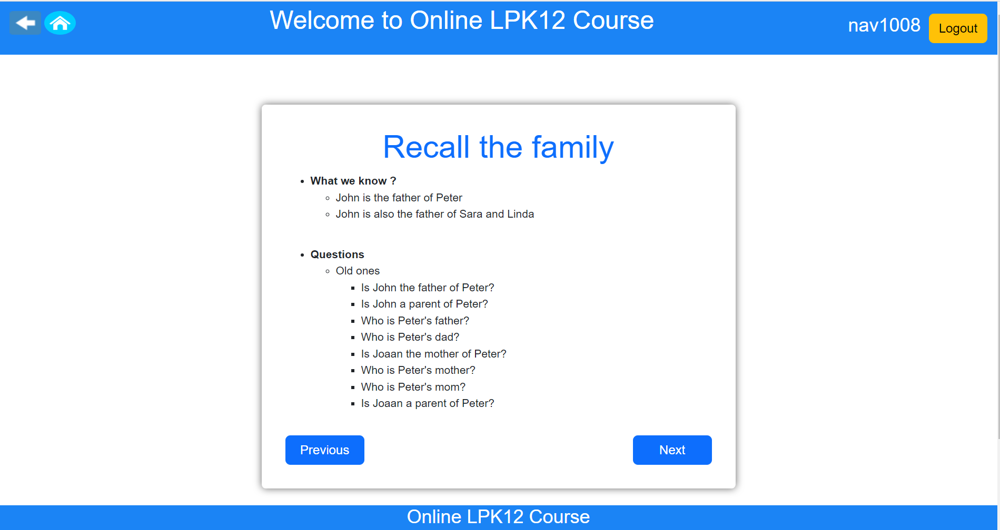 Welcome to Online LPK12 Course
nav1008
Logout
Recall the family
What we know ?
John is the father of Peter
John is also the father of Sara and Linda
Questions
Old ones
Is John the father of Peter?
Is John a parent of Peter?
Who is Peter's father?
Who is Peter's dad?
Is Joaan the mother of Peter?
Who is Peter's mother?
Who is Peter's mom?
Is Joaan a parent of Peter?
Previous
Next
Online LPK12 Course